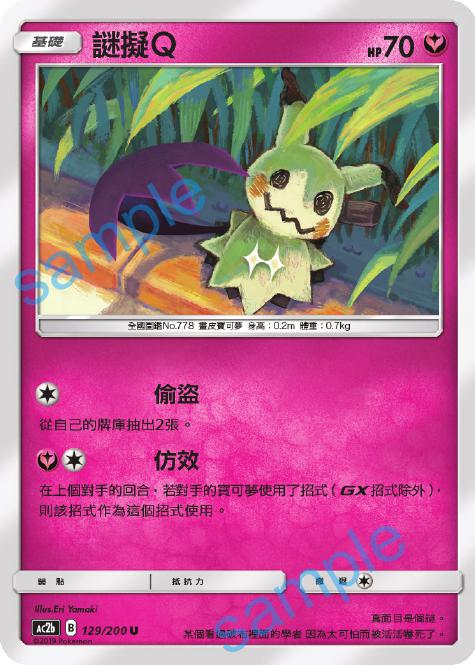 基礎 謎擬Q HP 70
全國圖鑑No.778 畫皮寶可夢 身高：0.2m 體重：0.7kg
sample
偷盜
從自己的牌庫抽出2張。
仿效
在上個對手的回合，若對手的寶可夢使用了招式（GX招式除外），
則該招式作為這個招式使用。
弱點 抵抗力 撤退
sample
Illus.Eri Yamaki
AC2b B 129/200 U
©2019 Pokémon
真面目是個謎。
某個看過破布裡面的學者 因為太可怕而被活活嚇死了。